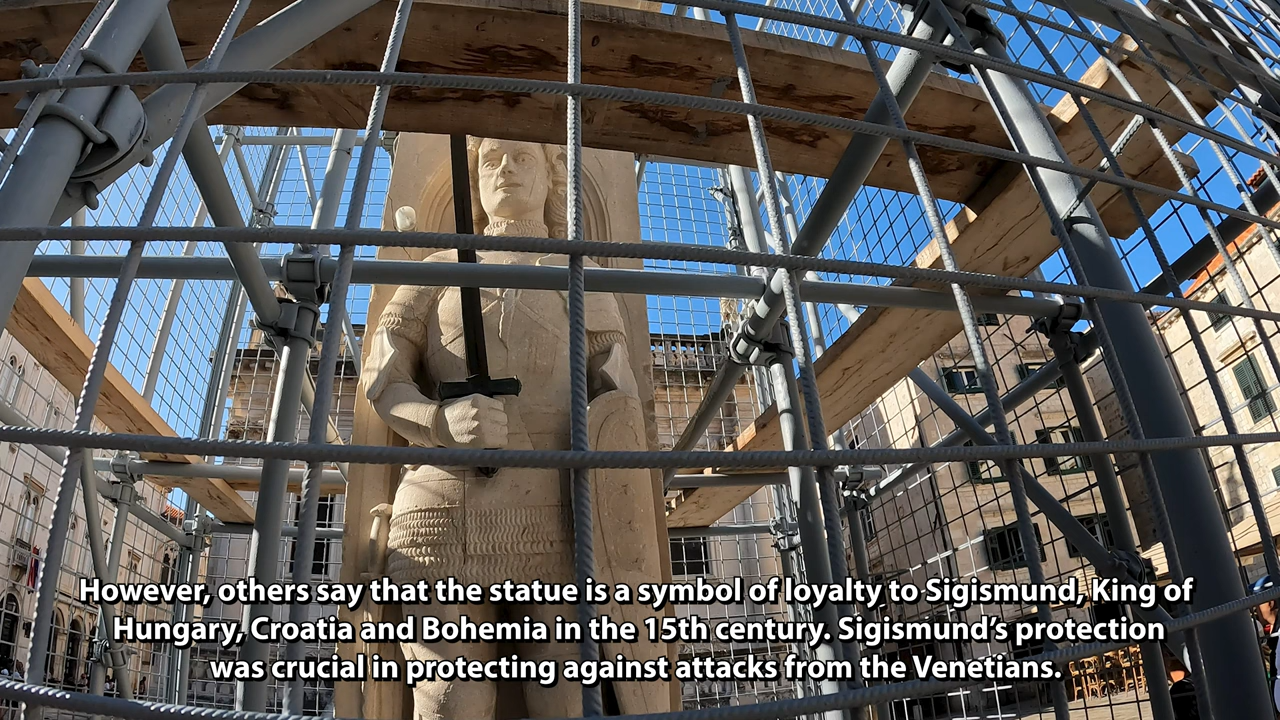 However, others say that the statue is a symbol of loyalty to Sigismund, King of
Hungary, Croatia and Bohemia in the 15th century. Sigismund’s protection
was crucial in protecting against attacks from the Venetians.